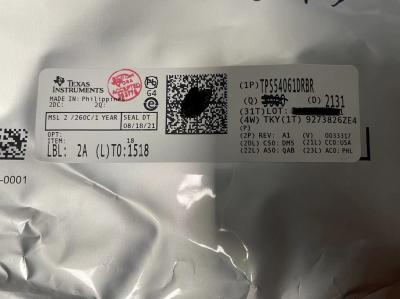 TEXAS
INSTRUMENTS
MADE IN: Philippines
2DC: 2Q:
G4
MSL 2 /260C/1 YEAR SEAL DT
08/18/21
OPT:
ITEM: 18
LBL: 2A (L)TO:1518
(1P)TPS54061DRBR
(Q) (D) 2131
(31T)LOT:
(4W) TKY(1T) 9273826ZE4
(P)
(2P) REV: A1 (V) 0033317
(20L) CSO:DM5 (21L) CCO:USA
(22L) ASO:QAB (23L) ACO:PHL
-0001